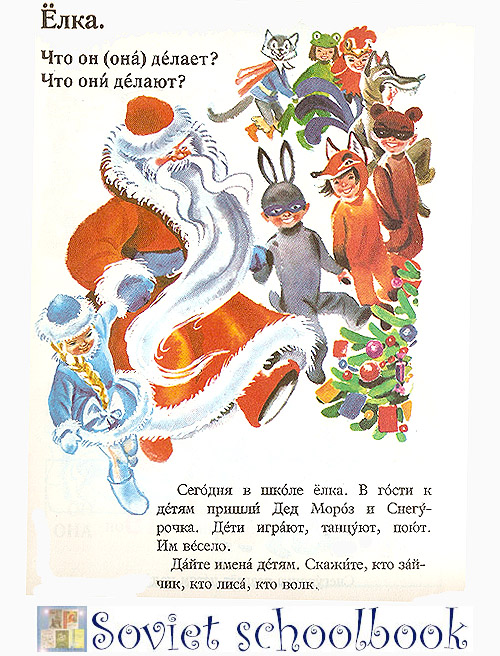 Ёлка.
Что он (она́) де́лает?
Что они́ де́лают?
Сего́дня в шко́ле ёлка. В го́сти к
де́тям пришли́ Дед Моро́з и Снегу́-
рочка. Де́ти игра́ют, танцу́ют, пою́т.
Им ве́село.
Да́йте имена́ де́тям. Скажи́те, кто за́й-
чик, кто лиса́, кто волк.
Soviet schoolbook